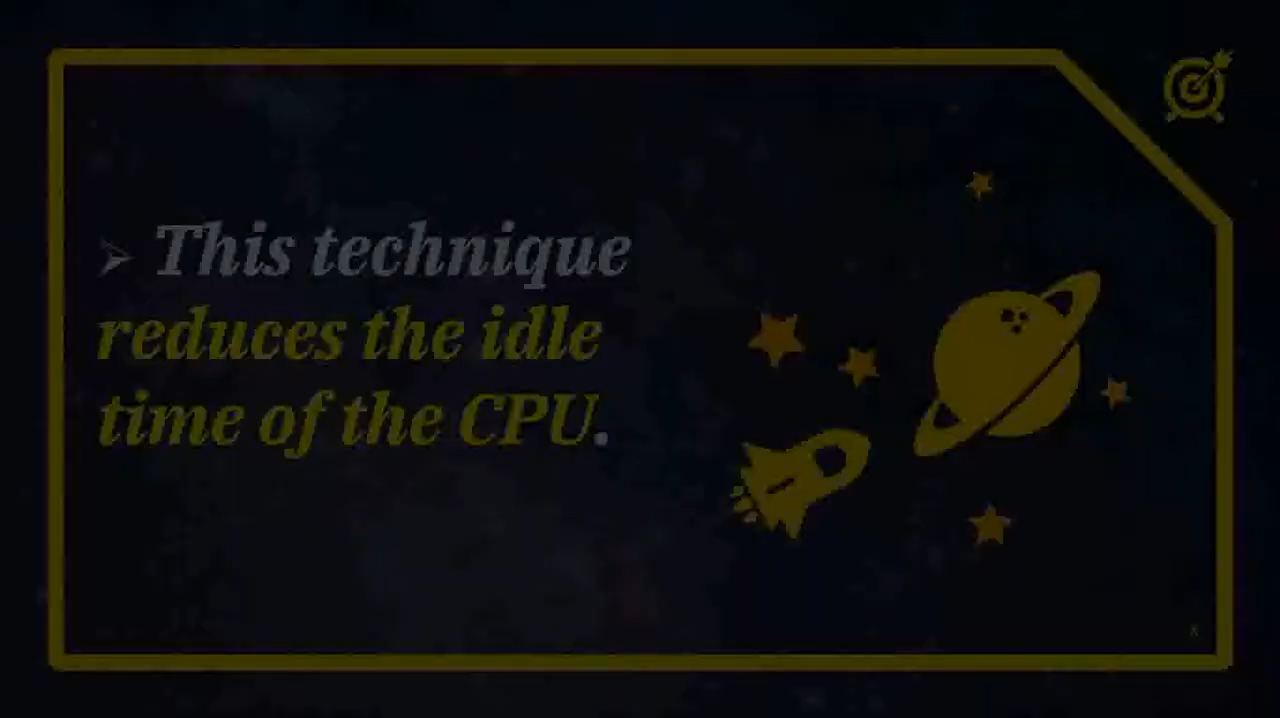 ➢ This technique
reduces the idle
time of the CPU.